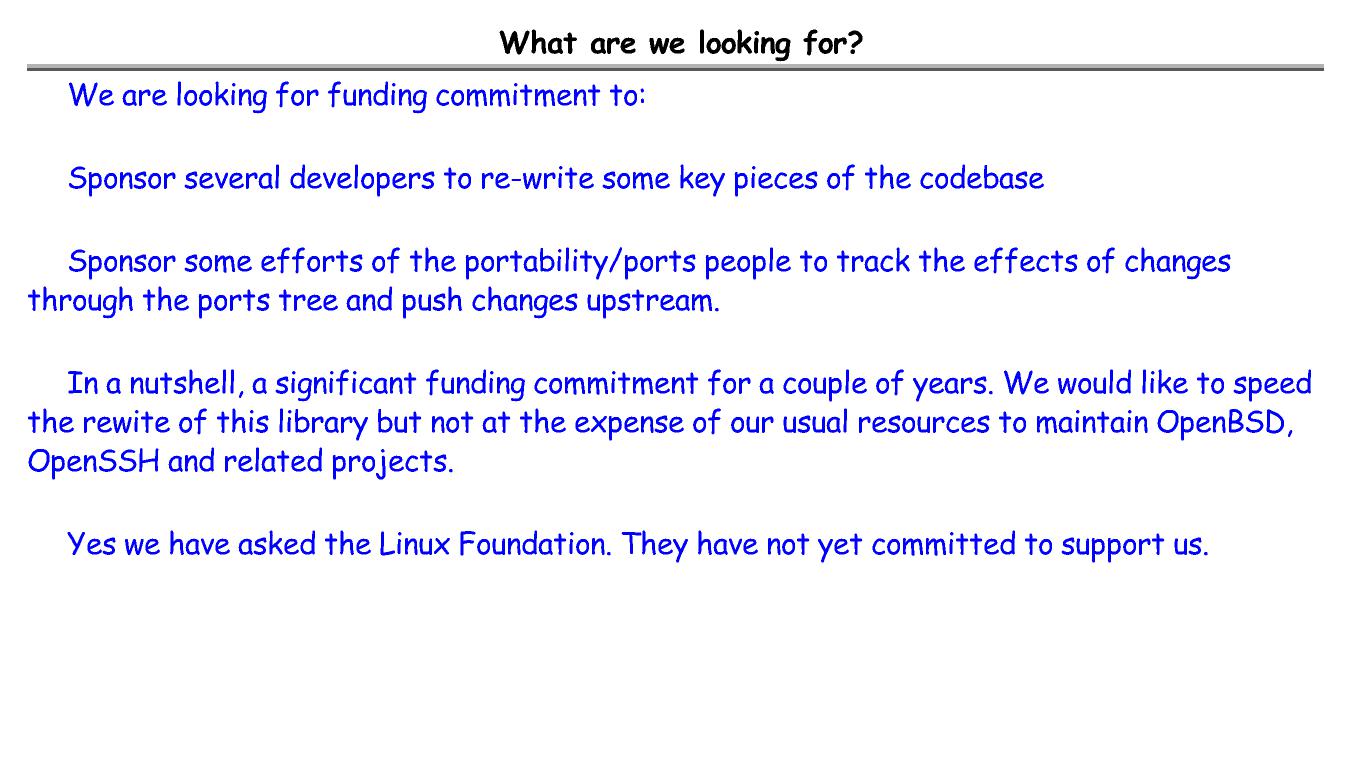 What are we looking for?
We are looking for funding commitment to:
Sponsor several developers to re-write some key pieces of the codebase
Sponsor some efforts of the portability/ports people to track the effects of changes
through the ports tree and push changes upstream.
In a nutshell, a significant funding commitment for a couple of years. We would like to speed
the rewite of this library but not at the expense of our usual resources to maintain OpenBSD,
OpenSSH and related projects.
Yes we have asked the Linux Foundation. They have not yet committed to support us.